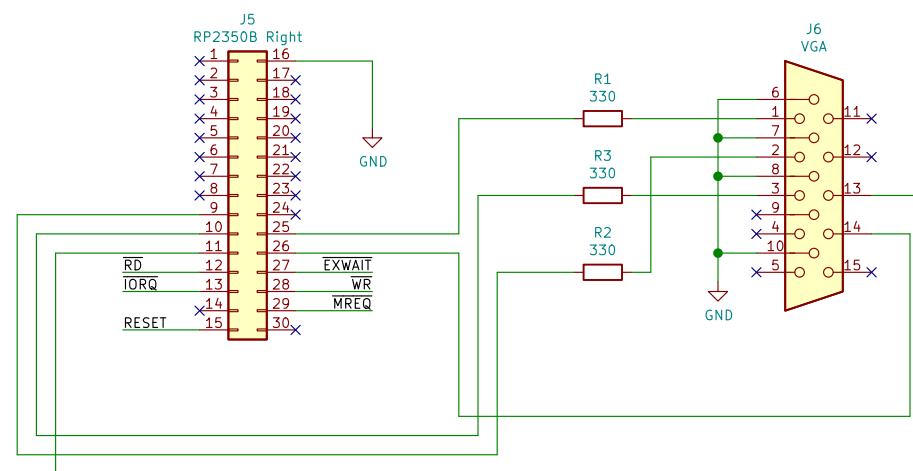 J5
RP2350B Right
1 16
2 17
3 18
4 19
5 20
6 21
7 22
8 23
9 24
10 25
11 26
RD 12 27 EXWAIT
IORQ 13 28 WR
14 29 MREQ
RESET 15 30
GND
R1
330
R3
330
R2
330
J6
VGA
6
1 11
7
2 12
8
3 13
9
4 14
10
5 15
GND